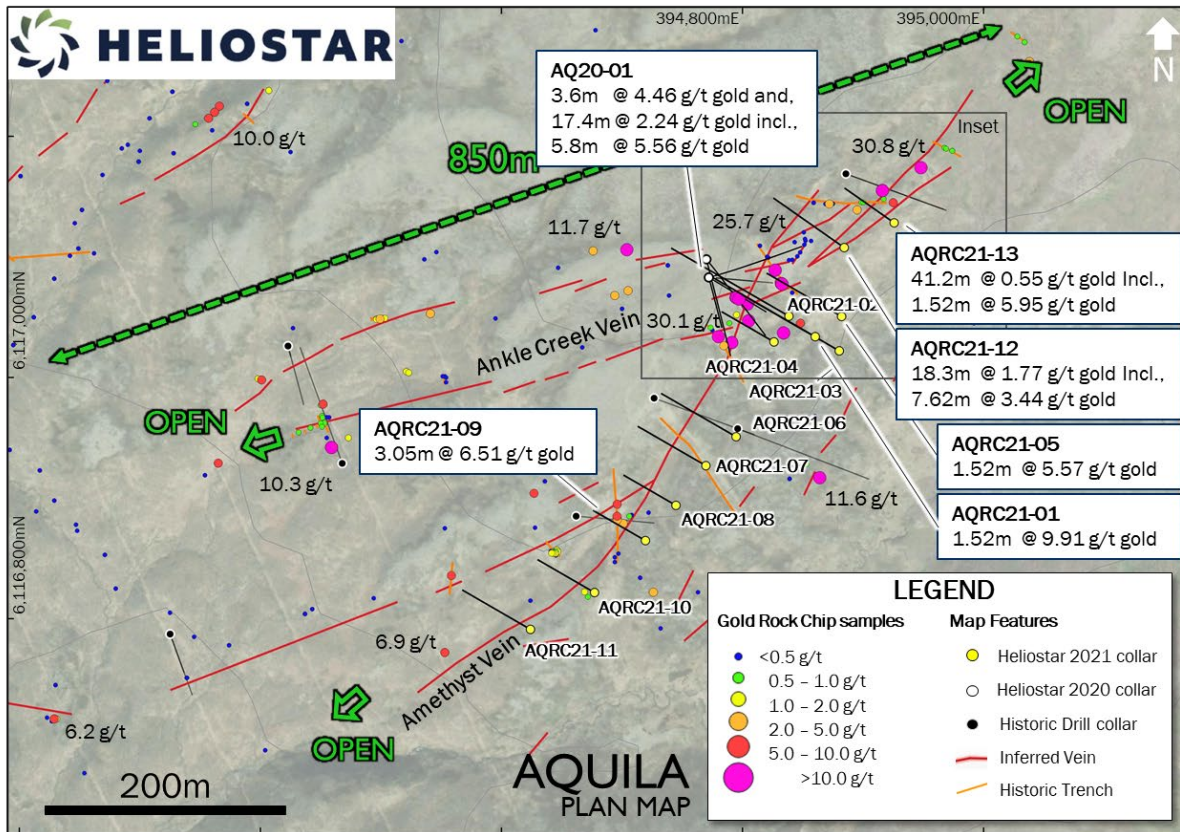 HELIOSTAR
394,800mE
395,000mE
N
AQ20-01
3.6m @ 4.46 g/t gold and,
17.4m @ 2.24 g/t gold incl.,
5.8m @ 5.56 g/t gold
OPEN
Inset
10.0 g/t
850m
30.8 g/t
11.7 g/t
25.7 g/t
AQRC21-13
41.2m @ 0.55 g/t gold Incl.,
1.52m @ 5.95 g/t gold
6,117,000mN
AQRC21-02
30.1 g/t
Ankle Creek Vein
AQRC21-04
AQRC21-12
18.3m @ 1.77 g/t gold Incl.,
7.62m @ 3.44 g/t gold
AQRC21-03
OPEN
AQRC21-09
3.05m @ 6.51 g/t gold
AQRC21-06
AQRC21-05
1.52m @ 5.57 g/t gold
AQRC21-07
10.3 g/t
11.6 g/t
AQRC21-08
AQRC21-01
1.52m @ 9.91 g/t gold
6,116,800mN
AQRC21-10
AQRC21-11
6.9 g/t
Amethyst Vein
6.2 g/t
OPEN
200m
AQUILA
PLAN MAP
LEGEND
Gold Rock Chip samples
<0.5 g/t
0.5 – 1.0 g/t
1.0 – 2.0 g/t
2.0 – 5.0 g/t
5.0 – 10.0 g/t
>10.0 g/t
Map Features
Heliostar 2021 collar
Heliostar 2020 collar
Historic Drill collar
Inferred Vein
Historic Trench